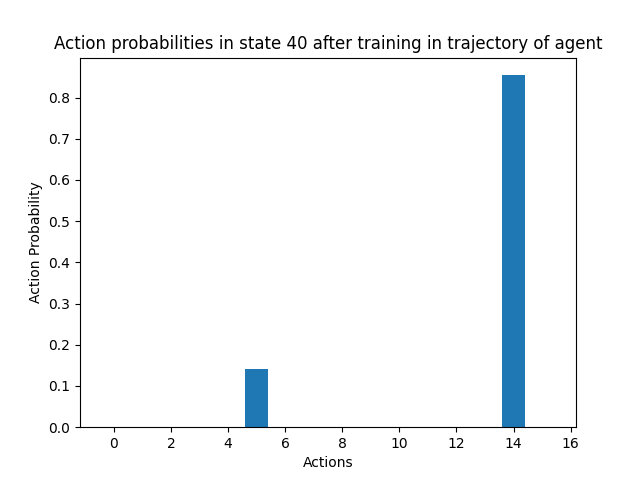 Action probabilities in state 40 after training in trajectory of agent
0.8
0.7
0.6
0.5
0.4
0.3
0.2
0.1
0.0
Action Probability
0 2 4 6 8 10 12 14 16
Actions